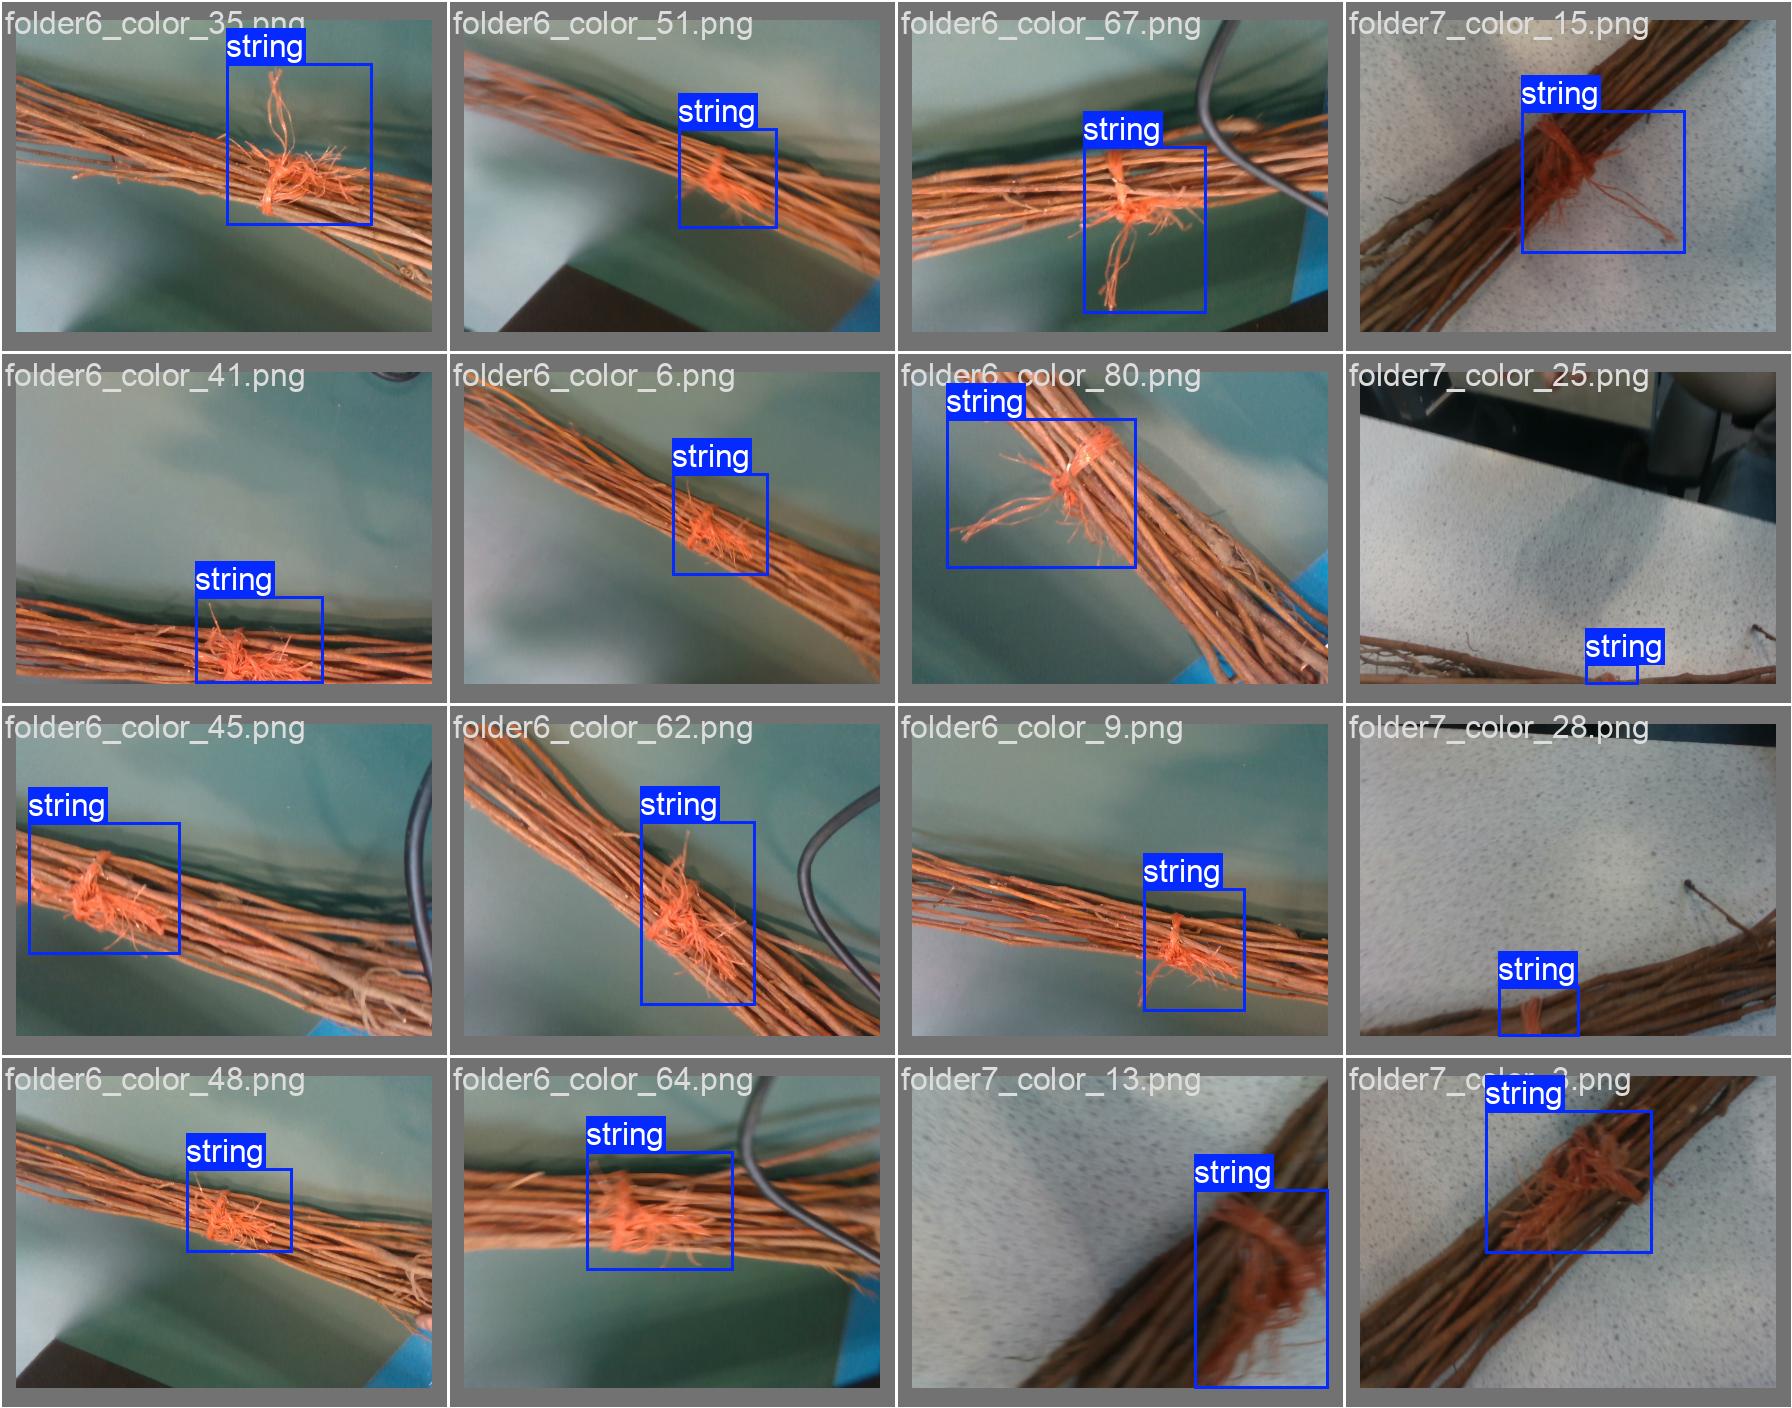 folder6_color_35.png
string
folder6_color_51.png
string
folder6_color_67.png
string
folder7_color_15.png
string
folder6_color_41.png
string
folder6_color_6.png
string
folder6_color_80.png
string
folder7_color_25.png
string
folder6_color_45.png
string
folder6_color_62.png
string
folder6_color_9.png
string
folder7_color_28.png
string
folder6_color_48.png
string
folder6_color_64.png
string
folder7_color_13.png
string
folder7_color_3.png
string